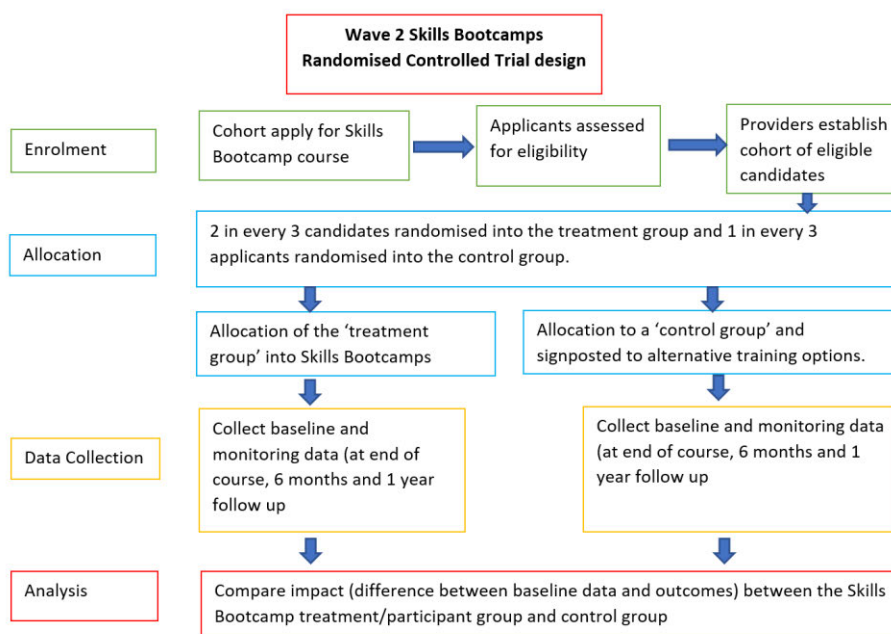 Wave 2 Skills Bootcamps
Randomised Controlled Trial design
Enrolment
Cohort apply for Skills
Bootcamp course
Applicants assessed
for eligibility
Providers establish
cohort of eligible
candidates
Allocation
2 in every 3 candidates randomised into the treatment group and 1 in every 3
applicants randomised into the control group.
Allocation of the ‘treatment
group’ into Skills Bootcamps
Allocation to a ‘control group’ and
signposted to alternative training options.
Data Collection
Collect baseline and
monitoring data (at end of
course, 6 months and 1 year
follow up
Collect baseline and monitoring data
(at end of course, 6 months and 1
year follow up
Analysis
Compare impact (difference between baseline data and outcomes) between the Skills
Bootcamp treatment/participant group and control group